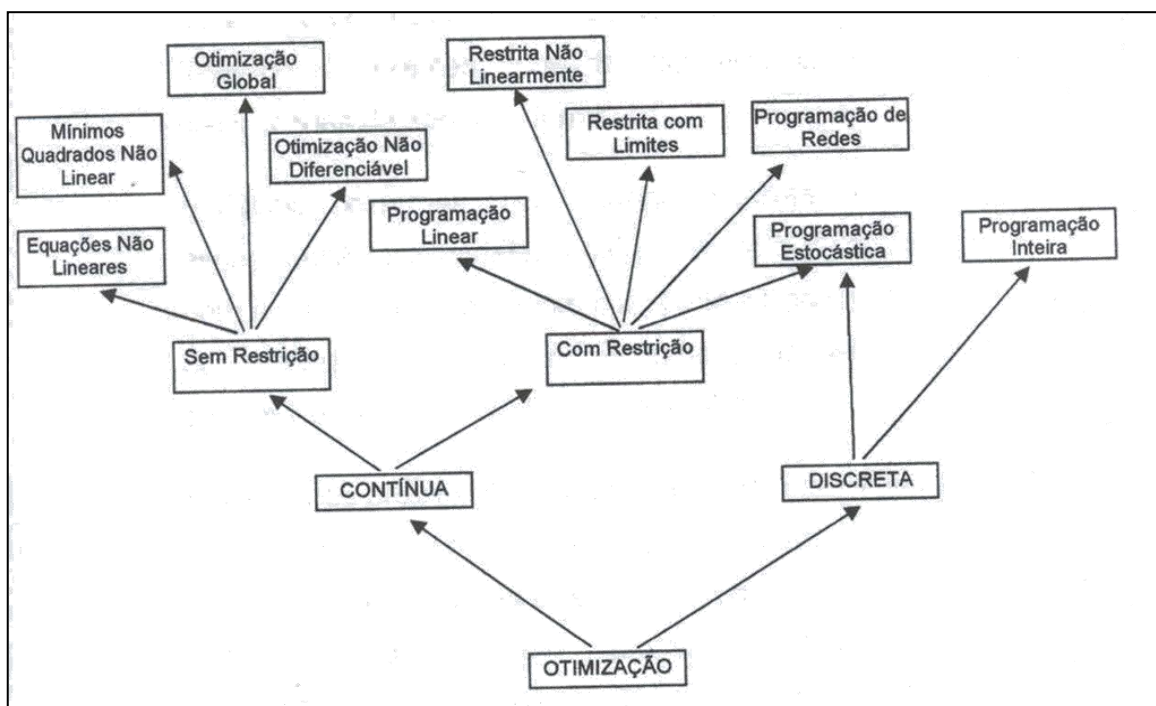 Otimização
Global
Restrita Não
Linearmente
Mínimos
Quadrados Não
Linear
Otimização Não
Diferenciável
Restrita com
Limites
Programação de
Redes
Equações Não
Lineares
Programação
Linear
Programação
Estocástica
Programação
Inteira
Sem Restrição
Com Restrição
CONTÍNUA
DISCRETA
OTIMIZAÇÃO